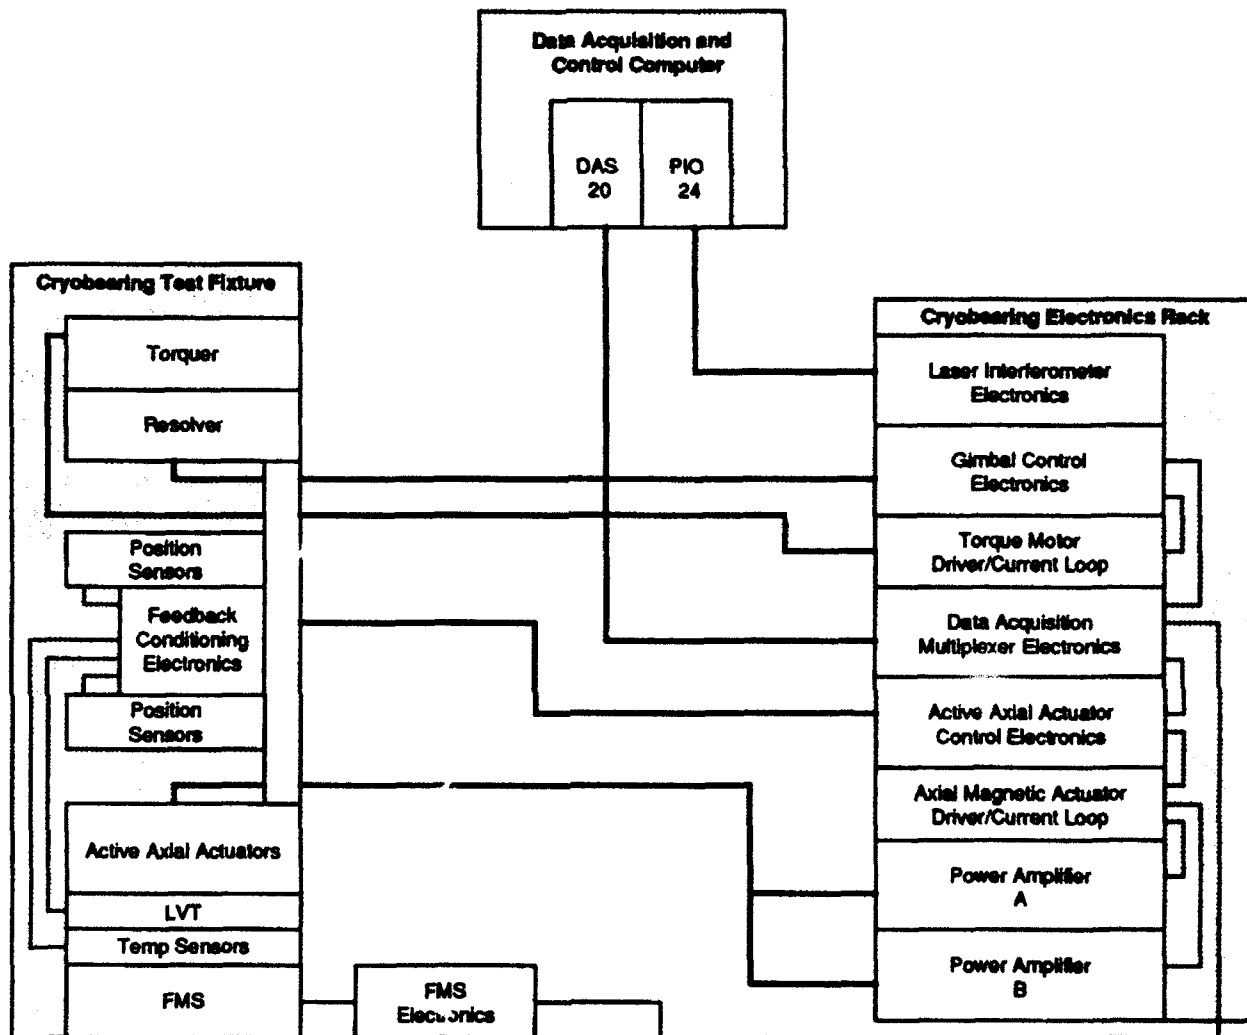 Data Acquisition and
Control Computer
DAS
20
PIO
24
Cryobearing Test Fixture
Torquer
Resolver
Position
Sensors
Feedback
Conditioning
Electronics
Position
Sensors
Active Axial Actuators
LVT
Temp Sensors
FMS
FMS
Electronics
Cryobearing Electronics Rack
Laser Interferometer
Electronics
Gimbal Control
Electronics
Torque Motor
Driver/Current Loop
Data Acquisition
Multiplexer Electronics
Active Axial Actuator
Control Electronics
Axial Magnetic Actuator
Driver/Current Loop
Power Amplifier
A
Power Amplifier
B